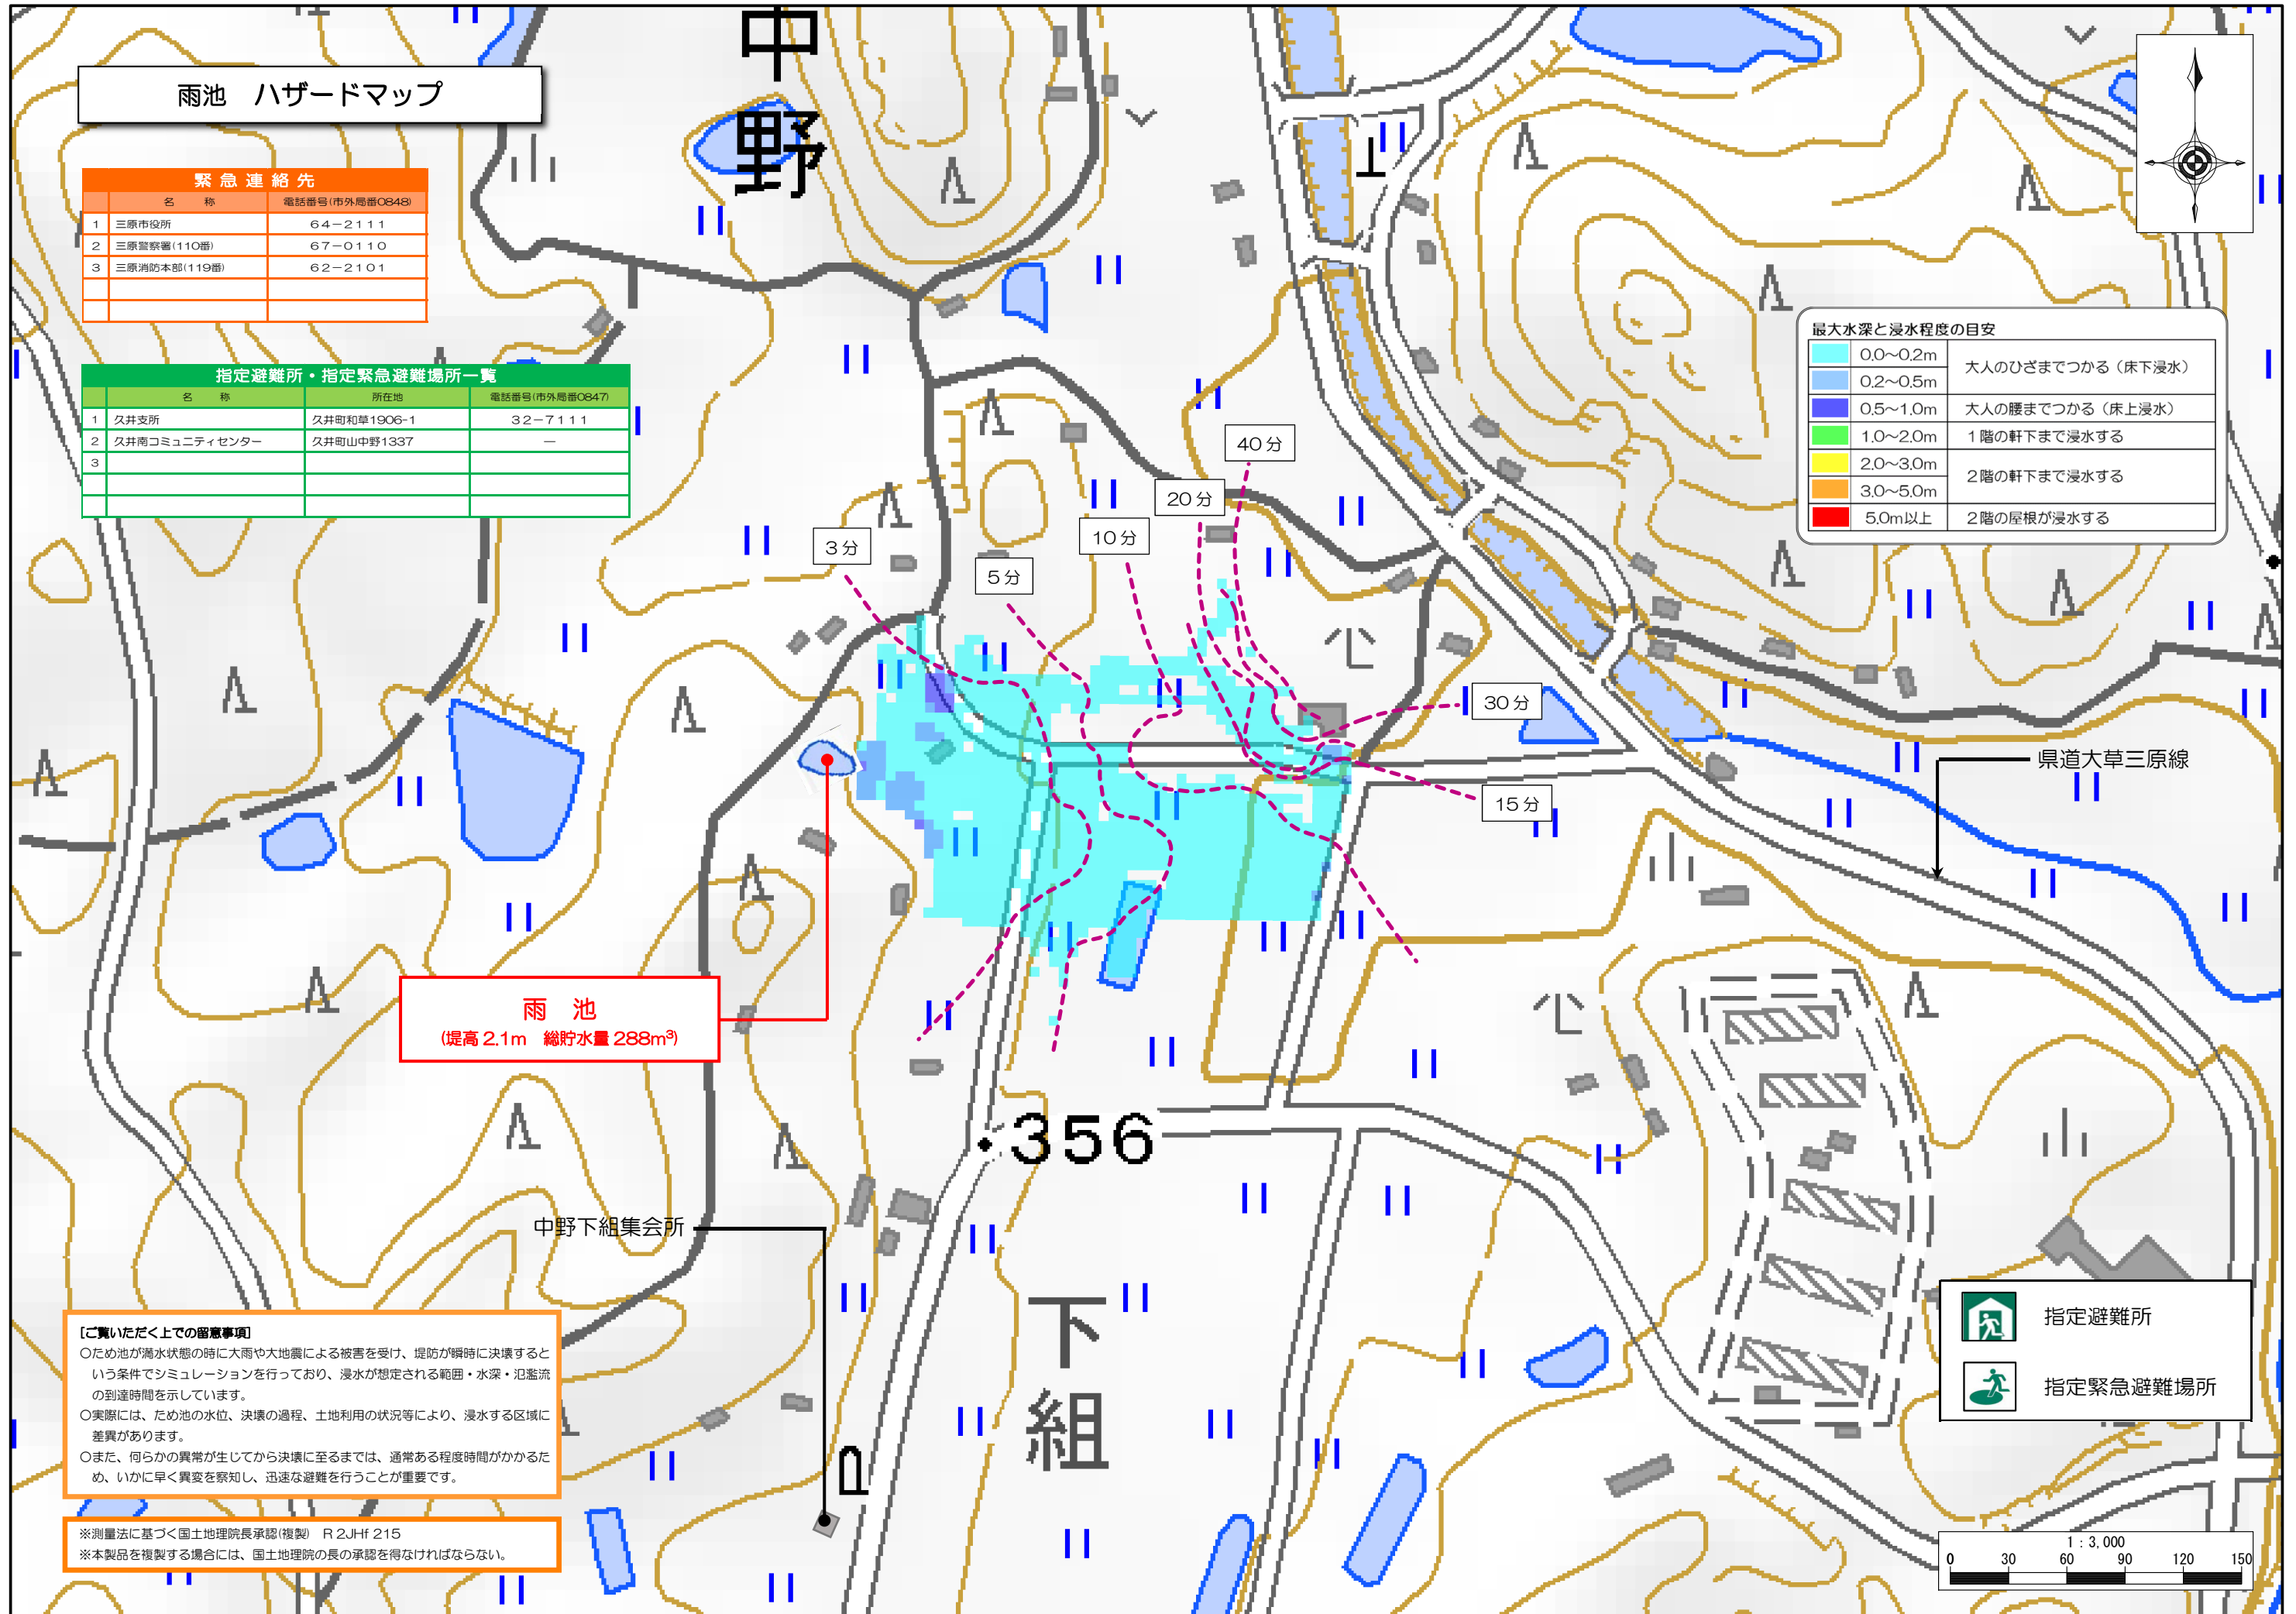 雨池　ハザードマップ
緊急連絡先
名　称　電話番号(市外局番0848)
1　三原市役所　64-2111
2　三原警察署(110番)　67-0110
3　三原消防本部(119番)　62-2101
指定避難所・指定緊急避難場所一覧
名　称　所在地　電話番号(市外局番0847)
1　久井支所　久井町和草1906-1　32-7111
2　久井南コミュニティセンター　久井町山中野1337　―
3
中野
最大水深と浸水程度の目安
0.0～0.2m　大人のひざまでつかる（床下浸水）
0.2～0.5m
0.5～1.0m　大人の腰までつかる（床上浸水）
1.0～2.0m　1階の軒下まで浸水する
2.0～3.0m　2階の軒下まで浸水する
3.0～5.0m
5.0m以上　2階の屋根が浸水する
40分
20分
10分
3分
5分
30分
15分
県道大草三原線
雨　池
(堤高 2.1m　総貯水量 288m³)
356
中野下組集会所
下組
[ご覧いただく上での留意事項]
○ため池が満水状態の時に大雨や大地震による被害を受け、堤防が瞬時に決壊すると
いう条件でシミュレーションを行っており、浸水が想定される範囲・水深・氾濫流
の到達時間を示しています。
○実際には、ため池の水位、決壊の過程、土地利用の状況等により、浸水する区域に
差異があります。
○また、何らかの異常が生じてから決壊に至るまでは、通常ある程度時間がかかるた
め、いかに早く異変を察知し、迅速な避難を行うことが重要です。
※測量法に基づく国土地理院長承認(複製)　R 2JHf 215
※本製品を複製する場合には、国土地理院の長の承認を得なければならない。
指定避難所
指定緊急避難場所
1 : 3,000
0　30　60　90　120　150